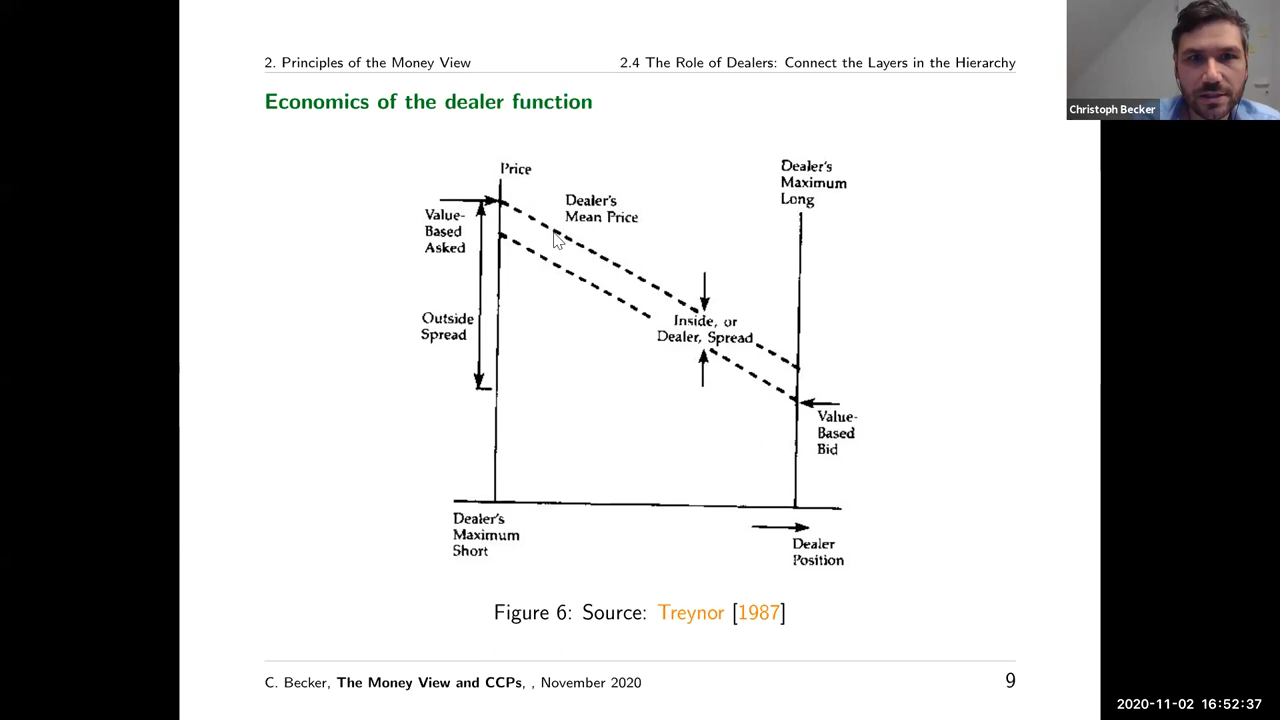 2. Principles of the Money View
2.4 The Role of Dealers: Connect the Layers in the Hierarchy
Christoph Becker
Economics of the dealer function
Price
Dealer's
Maximum
Long
Dealer's
Mean Price
Value-
Based
Asked
Outside
Spread
Inside, or
Dealer, Spread
Value-
Based
Bid
Dealer's
Maximum
Short
Dealer
Position
Figure 6: Source: Treynor [1987]
C. Becker, The Money View and CCPs, , November 2020
9
2020-11-02 16:52:37